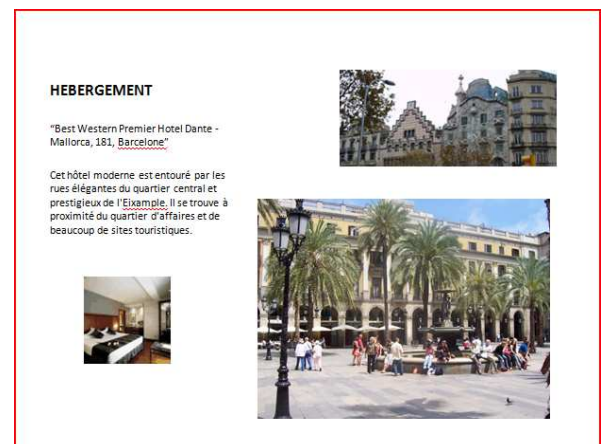 HEBERGEMENT
“Best Western Premier Hotel Dante -
Mallorca, 181, Barcelone”
Cet hôtel moderne est entouré par les
rues élégantes du quartier central et
prestigieux de l'Eixample. Il se trouve à
proximité du quartier d'affaires et de
beaucoup de sites touristiques.